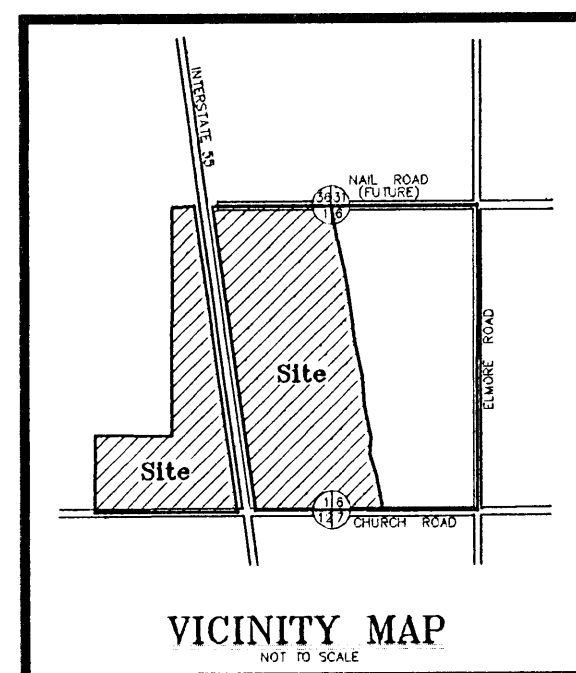 INTERSTATE 55
NAIL ROAD
(FUTURE)
36 31
1 6
ELMORE ROAD
Site
Site
1 6
12 7
CHURCH ROAD
VICINITY MAP
NOT TO SCALE